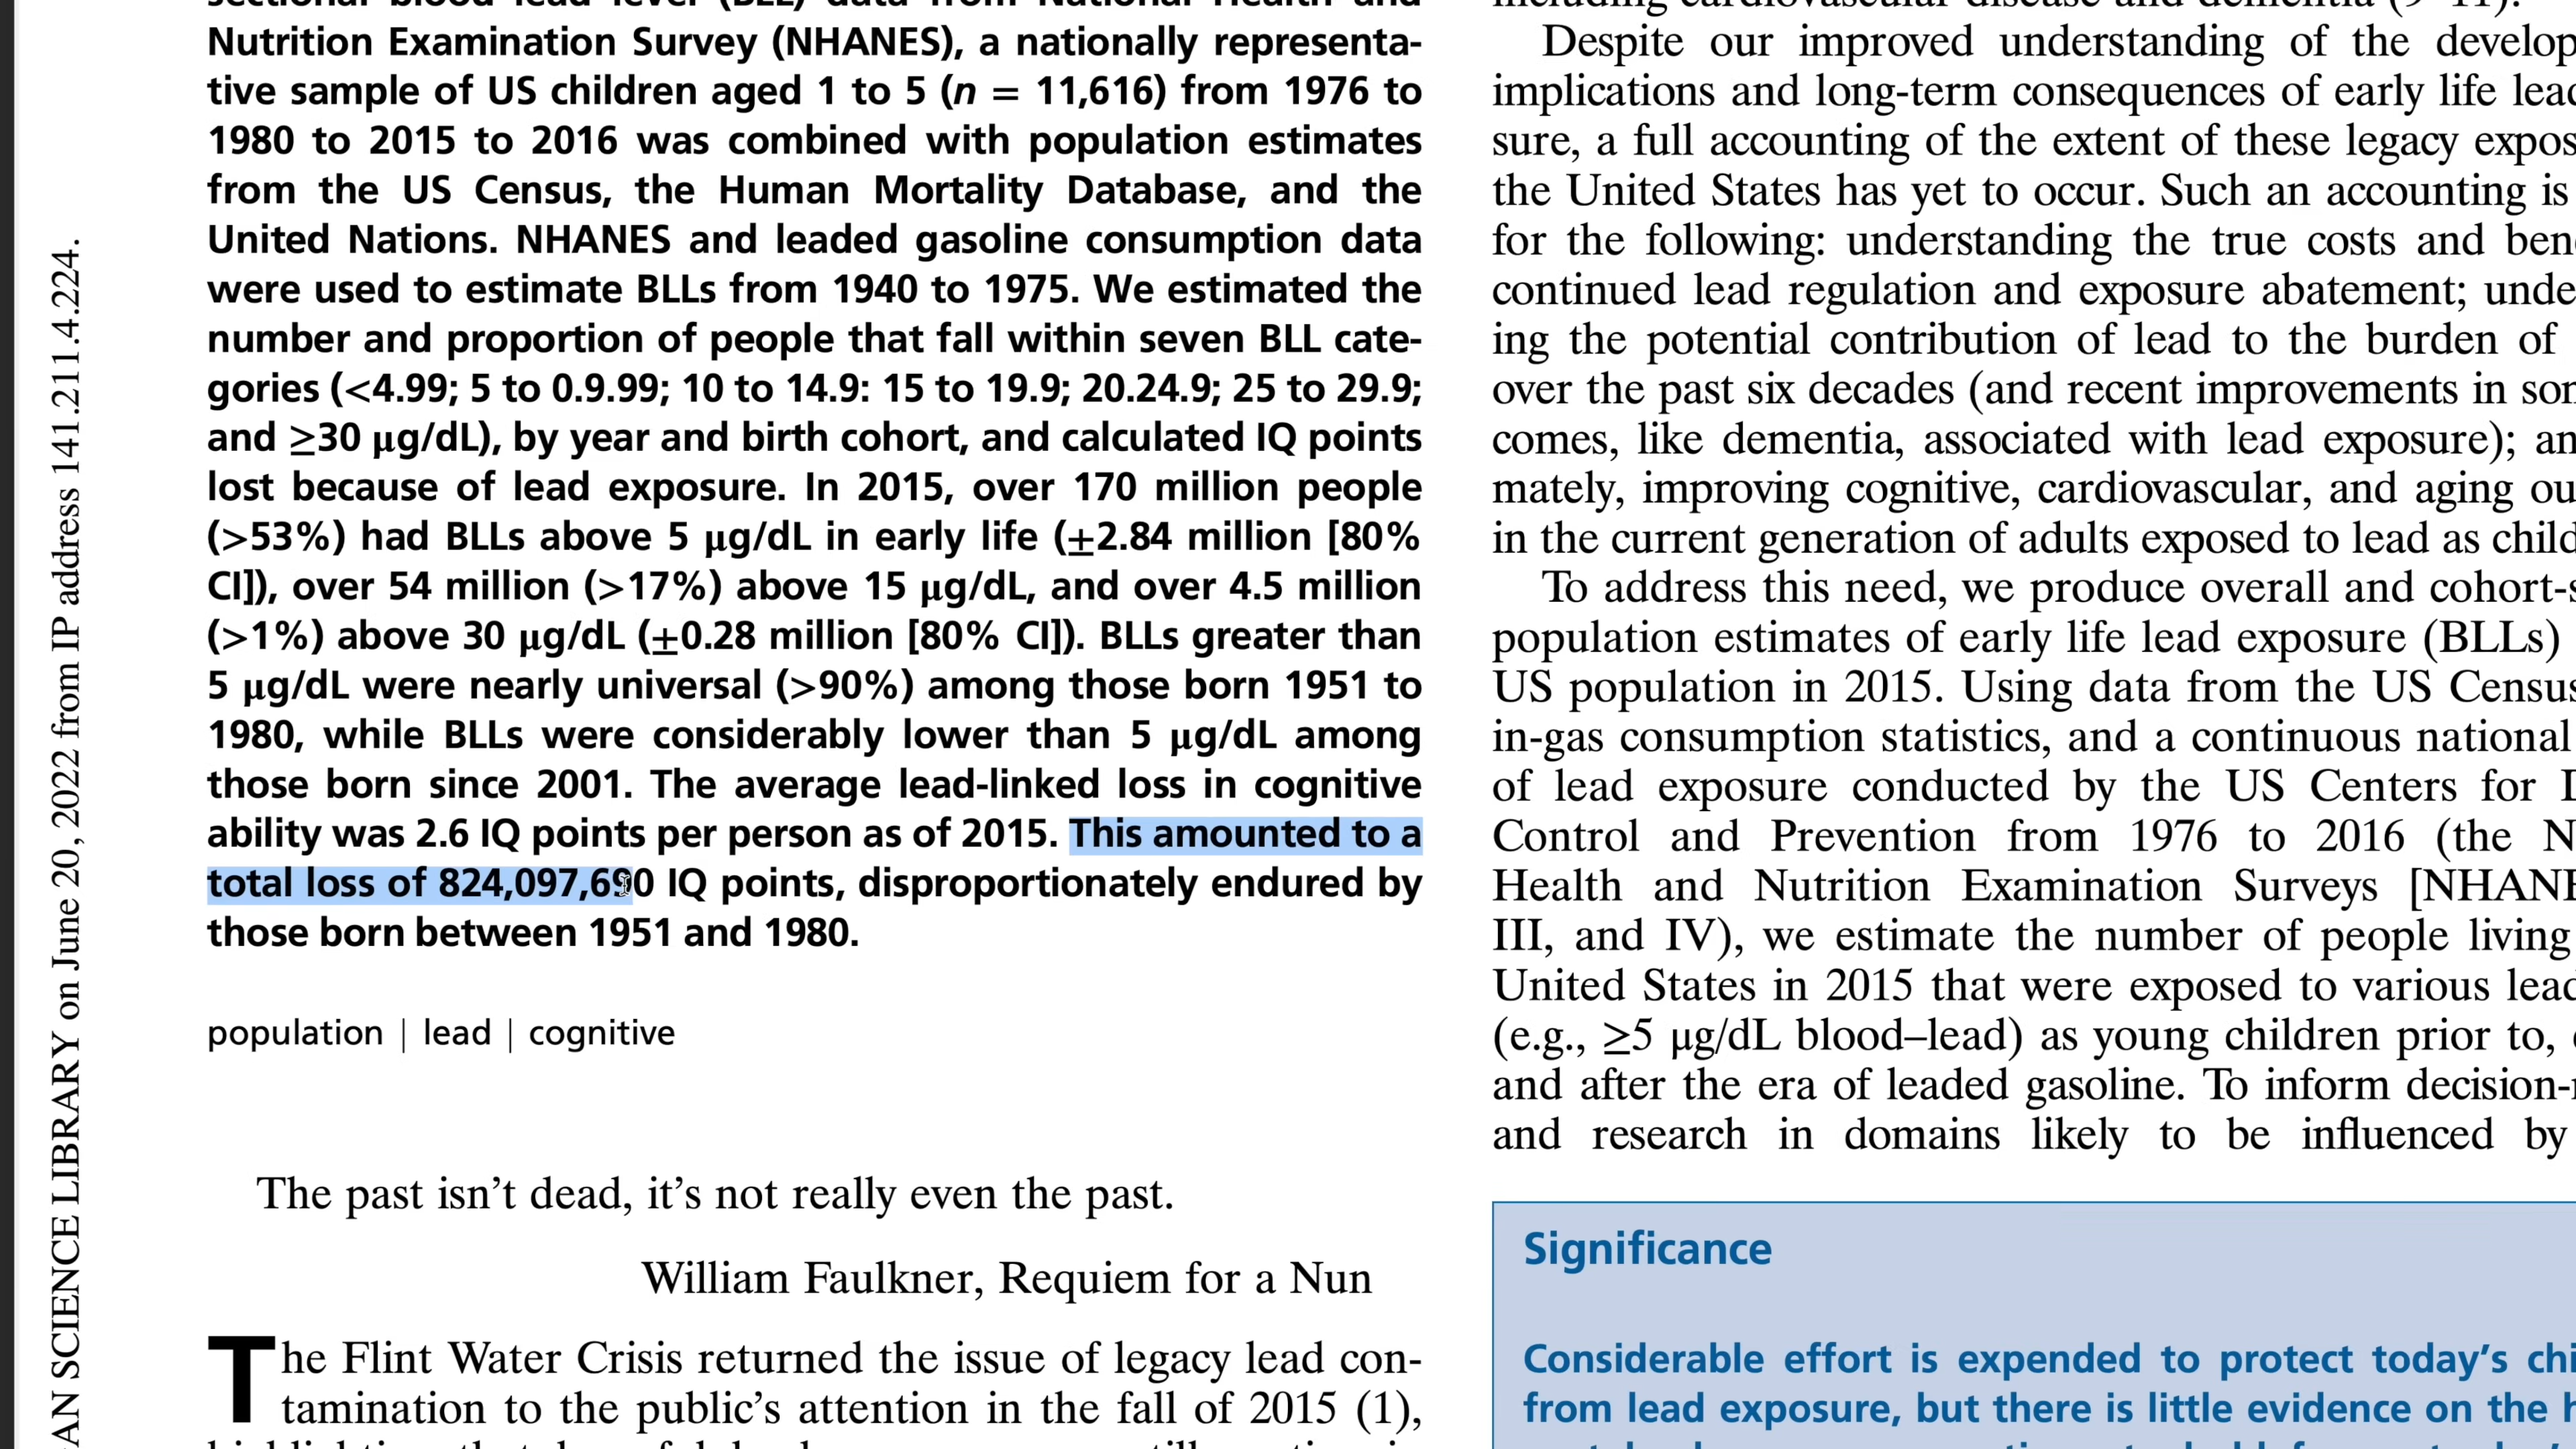 sectional blood lead level (BLL) data from National Health and
Nutrition Examination Survey (NHANES), a nationally representa-
tive sample of US children aged 1 to 5 (n = 11,616) from 1976 to
1980 to 2015 to 2016 was combined with population estimates
from the US Census, the Human Mortality Database, and the
United Nations. NHANES and leaded gasoline consumption data
were used to estimate BLLs from 1940 to 1975. We estimated the
number and proportion of people that fall within seven BLL cate-
gories (<4.99; 5 to 0.9.99; 10 to 14.9: 15 to 19.9; 20.24.9; 25 to 29.9;
and ≥30 μg/dL), by year and birth cohort, and calculated IQ points
lost because of lead exposure. In 2015, over 170 million people
(>53%) had BLLs above 5 μg/dL in early life (±2.84 million [80%
CI]), over 54 million (>17%) above 15 μg/dL, and over 4.5 million
(>1%) above 30 μg/dL (±0.28 million [80% CI]). BLLs greater than
5 μg/dL were nearly universal (>90%) among those born 1951 to
1980, while BLLs were considerably lower than 5 μg/dL among
those born since 2001. The average lead-linked loss in cognitive
ability was 2.6 IQ points per person as of 2015. This amounted to a
total loss of 824,097,690 IQ points, disproportionately endured by
those born between 1951 and 1980.
population | lead | cognitive
The past isn't dead, it's not really even the past.
William Faulkner, Requiem for a Nun
The Flint Water Crisis returned the issue of legacy lead con-
tamination to the public's attention in the fall of 2015 (1),
including cardiovascular disease and dementia (9–11).
Despite our improved understanding of the develop
implications and long-term consequences of early life lead
sure, a full accounting of the extent of these legacy expos
the United States has yet to occur. Such an accounting is
for the following: understanding the true costs and bene
continued lead regulation and exposure abatement; unde
ing the potential contribution of lead to the burden of
over the past six decades (and recent improvements in som
comes, like dementia, associated with lead exposure); an
mately, improving cognitive, cardiovascular, and aging ou
in the current generation of adults exposed to lead as child
To address this need, we produce overall and cohort-s
population estimates of early life lead exposure (BLLs)
US population in 2015. Using data from the US Census
in-gas consumption statistics, and a continuous national
of lead exposure conducted by the US Centers for D
Control and Prevention from 1976 to 2016 (the N
Health and Nutrition Examination Surveys [NHANE
III, and IV), we estimate the number of people living
United States in 2015 that were exposed to various lead
(e.g., ≥5 μg/dL blood–lead) as young children prior to,
and after the era of leaded gasoline. To inform decision-
and research in domains likely to be influenced by
Significance
Considerable effort is expended to protect today's chi
from lead exposure, but there is little evidence on the h
AN SCIENCE LIBRARY on June 20, 2022 from IP address 141.211.4.224.